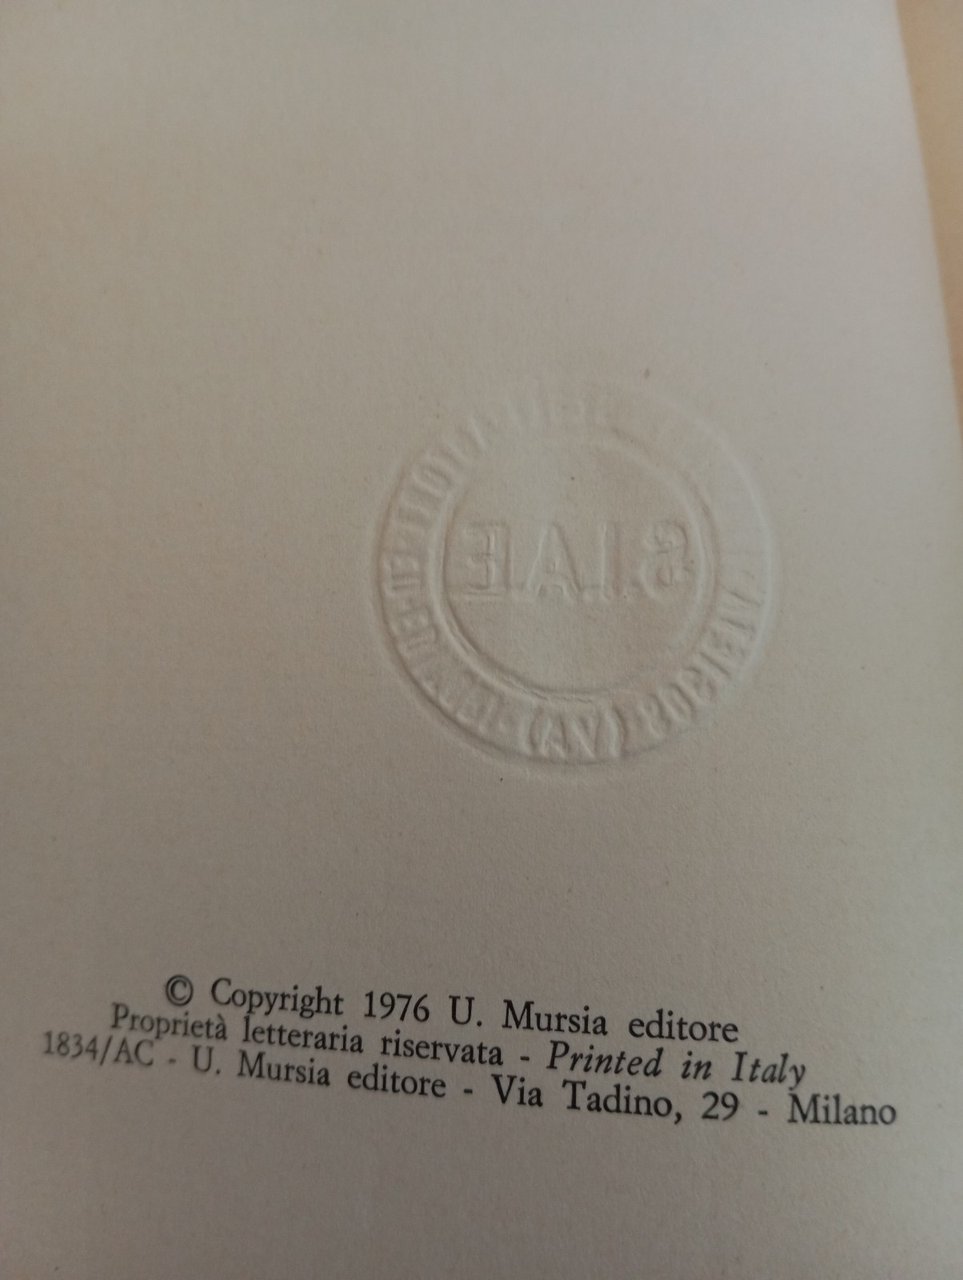 S.I.A.E.
© Copyright 1976 U. Mursia editore
Proprietà letteraria riservata - Printed in Italy
1834/AC - U. Mursia editore - Via Tadino, 29 - Milano